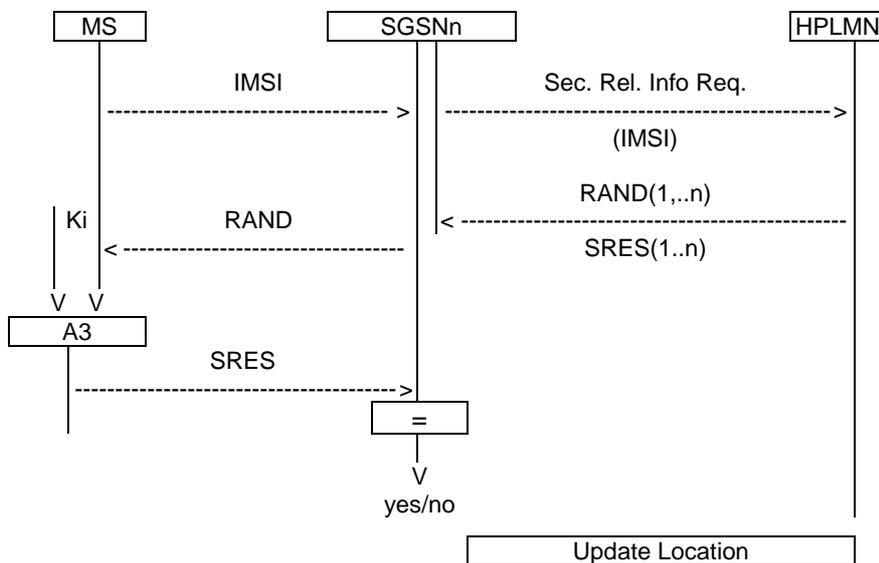 MS SGSNn HPLMN
IMSI Sec. Rel. Info Req.
------------------------------ > ------------------------------------------>
(IMSI)
RAND(1,..n)
Ki RAND < ------------------------------------------
< ------------------------------ SRES(1..n)
V V
A3
SRES
----------------------------------->
=
V
yes/no
Update Location